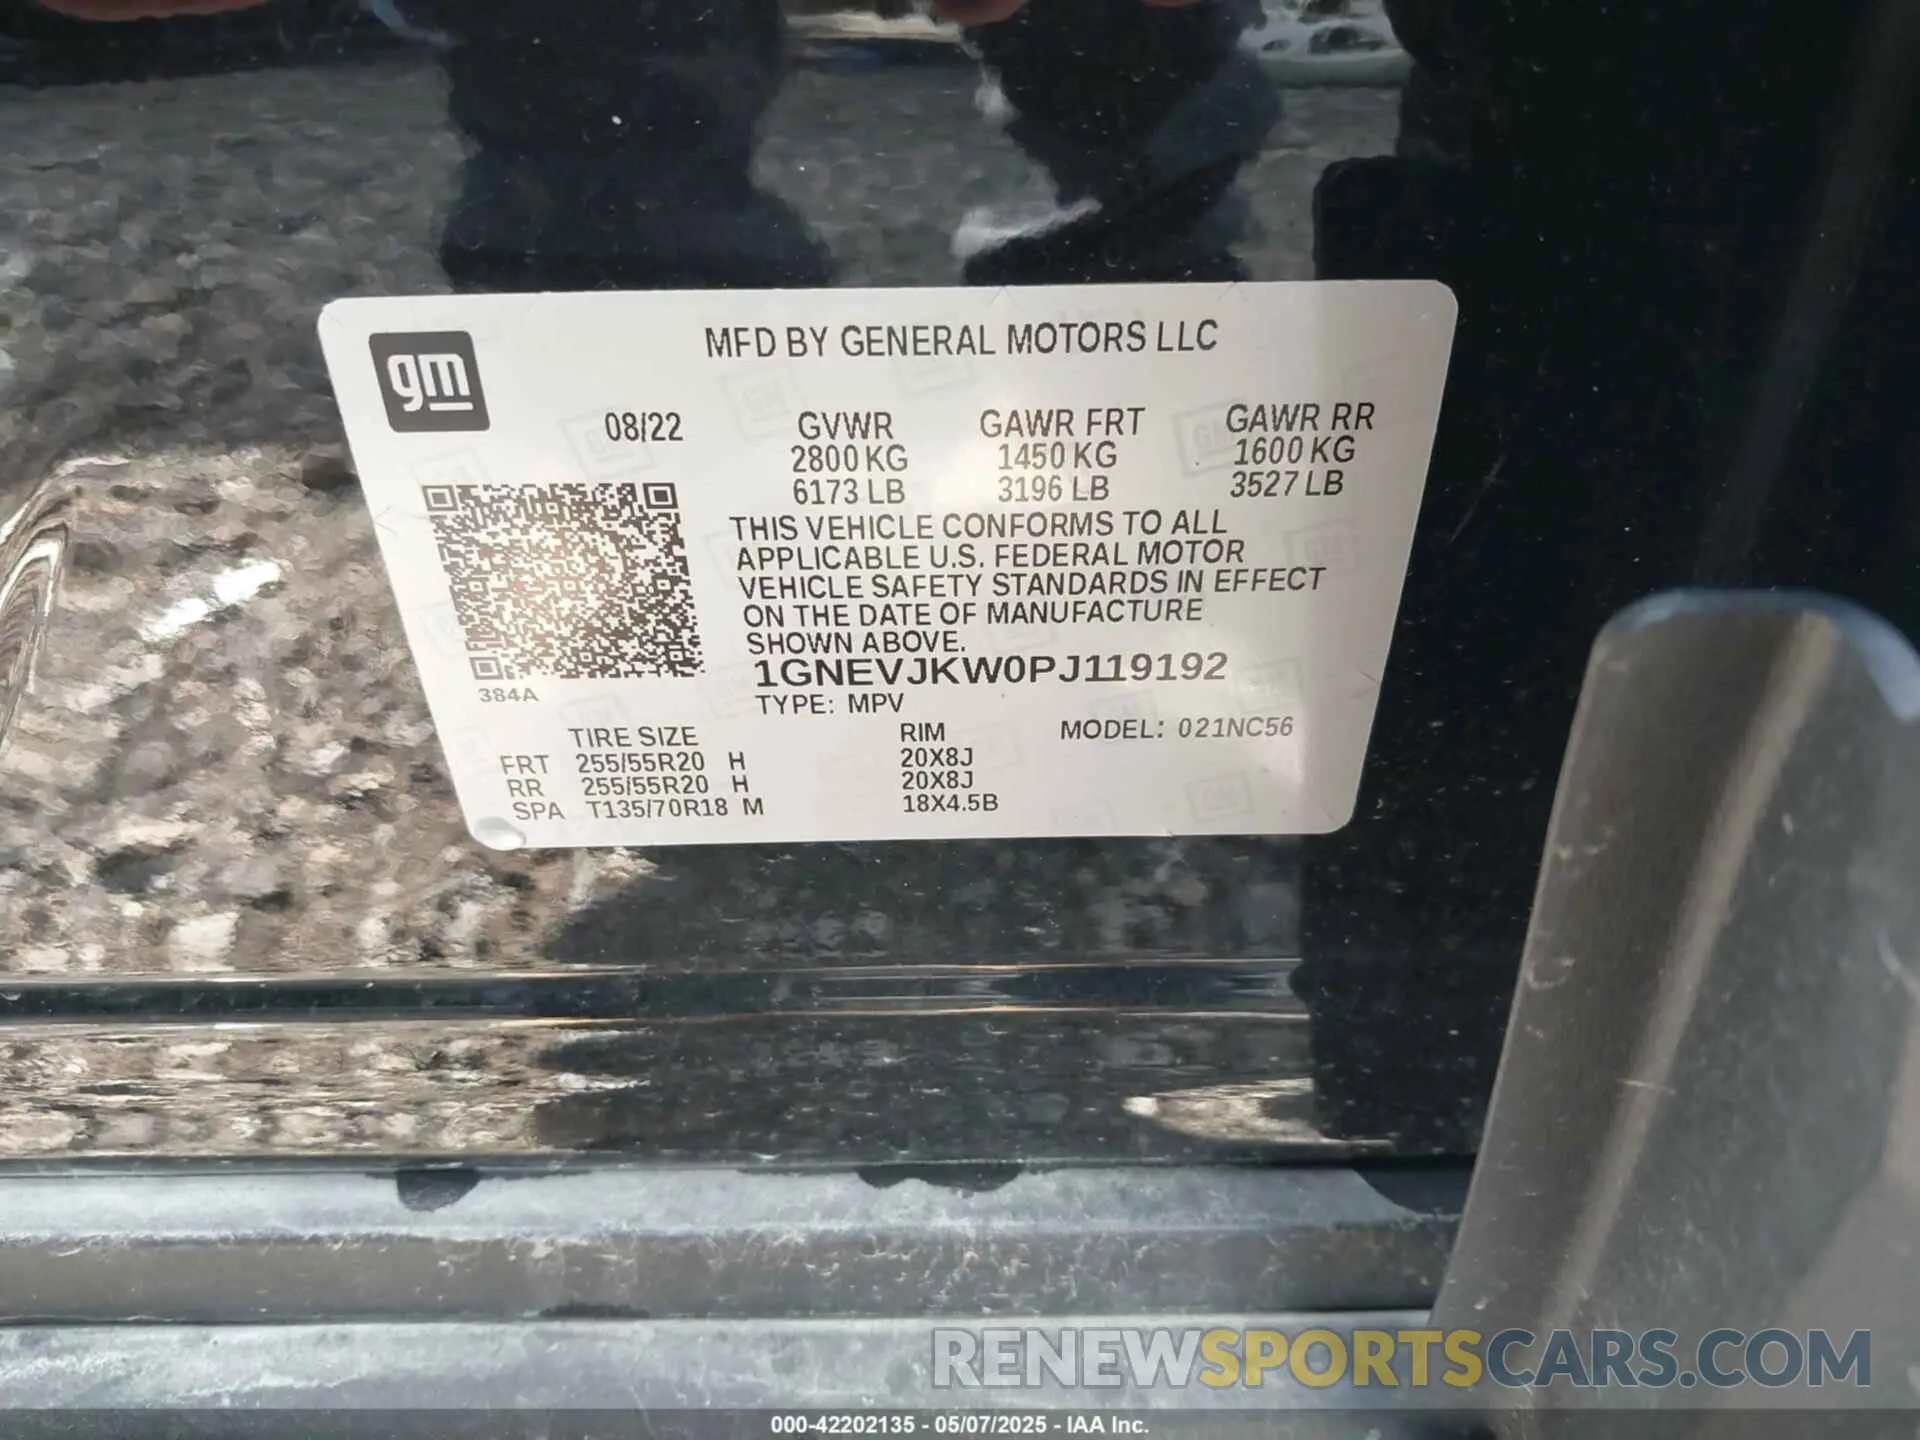 gm
MFD BY GENERAL MOTORS LLC
08/22 GVWR GAWR FRT GAWR RR
2800 KG 1450 KG 1600 KG
6173 LB 3196 LB 3527 LB
THIS VEHICLE CONFORMS TO ALL
APPLICABLE U.S. FEDERAL MOTOR
VEHICLE SAFETY STANDARDS IN EFFECT
ON THE DATE OF MANUFACTURE
SHOWN ABOVE.
1GNEVJKW0PJ119192
384A
TYPE: MPV
TIRE SIZE RIM MODEL: 021NC56
FRT 255/55R20 H 20X8J
RR 255/55R20 H 20X8J
SPA T135/70R18 M 18X4.5B
RENEWSPORTSCARS.COM
000-42202135 - 05/07/2025 - IAA Inc.